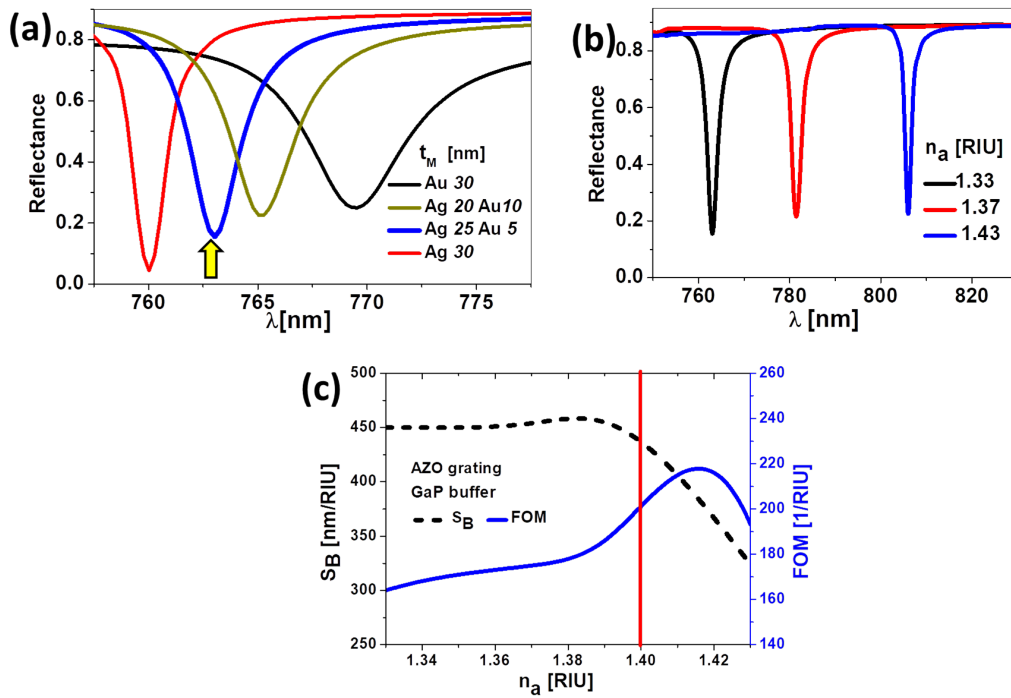 (a)
0.8
0.6
0.4
0.2
0.0
Reflectance
760
765
770
775
λ[nm]
t_M [nm]
Au 30
Ag 20 Au10
Ag 25 Au 5
Ag 30
(b)
0.8
0.6
0.4
0.2
0.0
Reflectance
760
780
800
820
λ [nm]
n_a [RIU]
1.33
1.37
1.43
(c)
500
450
400
350
300
250
S_B [nm/RIU]
260
240
220
200
180
160
140
FOM [1/RIU]
AZO grating
GaP buffer
S_B FOM
1.34
1.36
1.38
1.40
1.42
n_a [RIU]